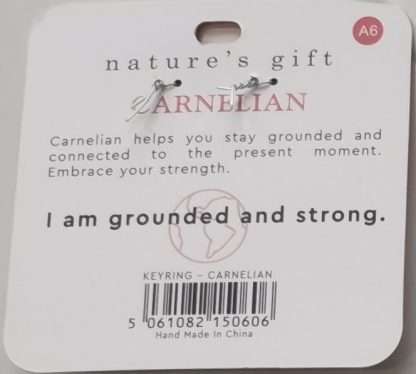 A6
nature's gift
CARNELIAN
Carnelian helps you stay grounded and
connected to the present moment.
Embrace your strength.
I am grounded and strong.
KEYRING – CARNELIAN
5 061082 150606
Hand Made In China